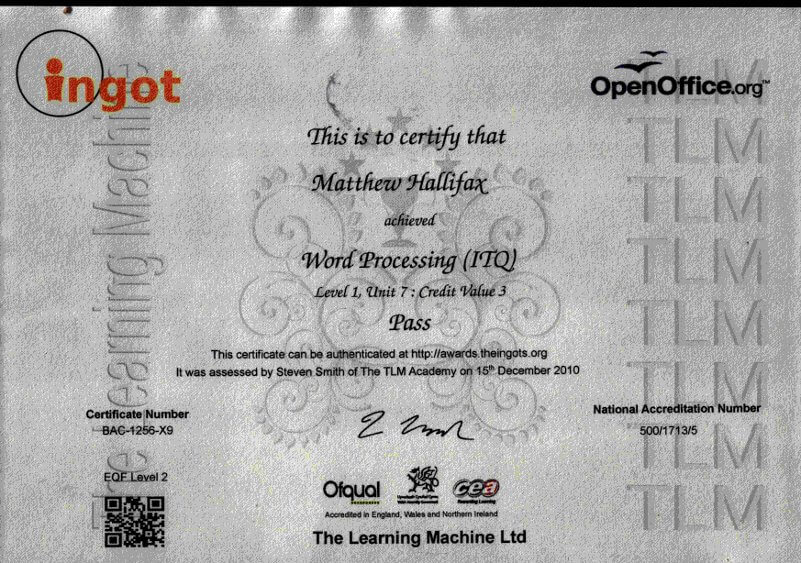 ingot
OpenOffice.org™
This is to certify that
Matthew Hallifax
achieved
Word Processing (ITQ)
Level 1, Unit 7 : Credit Value 3
Pass
This certificate can be authenticated at http://awards.theingots.org
It was assessed by Steven Smith of The TLM Academy on 15th December 2010
Certificate Number
BAC-1256-X9
National Accreditation Number
500/1713/5
EQF Level 2
Ofqual
cea
Accredited in England, Wales and Northern Ireland
The Learning Machine Ltd
The Learning Machine
TLM
TLM
TLM
TLM
TLM
TLM
TLM
TLM